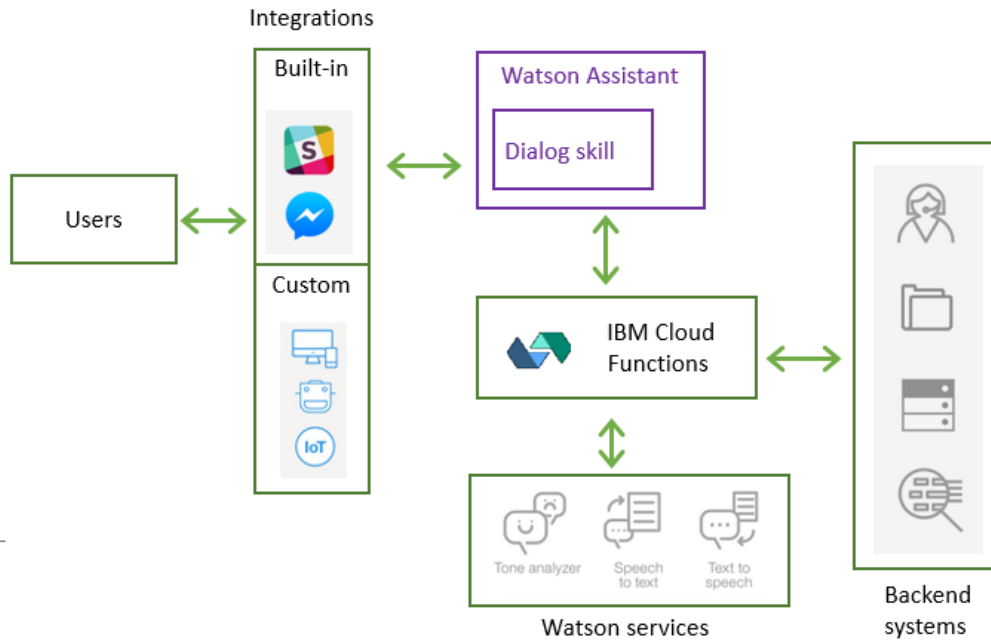 Integrations
Built-in
S
Users
Custom
IoT
Watson Assistant
Dialog skill
IBM Cloud
Functions
Tone analyzer
Speech
to text
Text to
speech
Watson services
Backend
systems